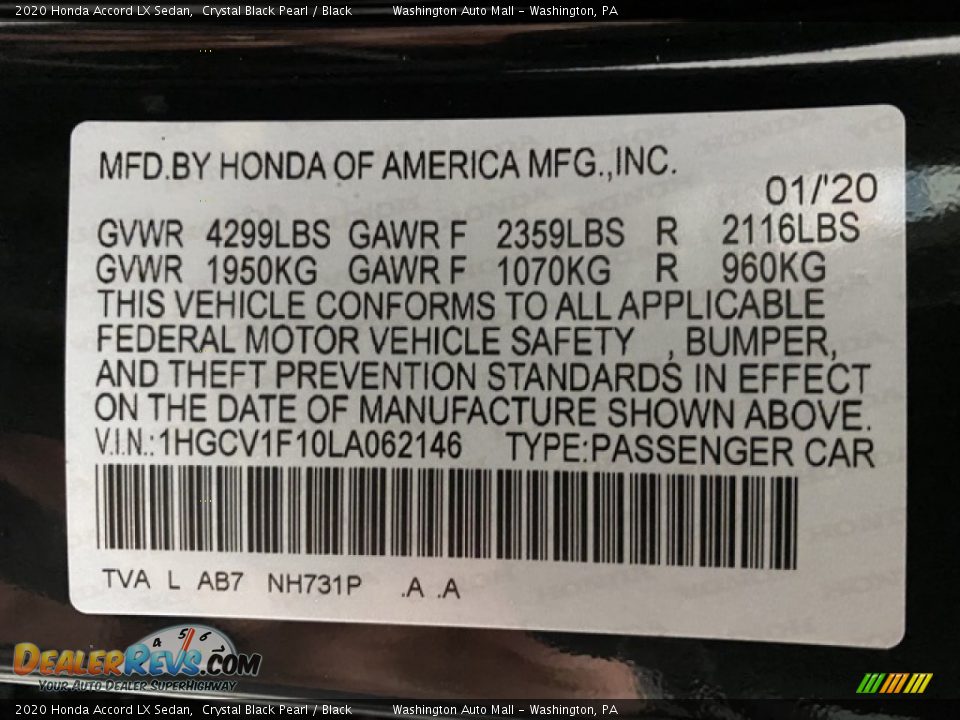 2020 Honda Accord LX Sedan, Crystal Black Pearl / Black Washington Auto Mall - Washington, PA
MFD.BY HONDA OF AMERICA MFG.,INC.
01/'20
GVWR 4299LBS GAWR F 2359LBS R 2116LBS
GVWR 1950KG GAWR F 1070KG R 960KG
THIS VEHICLE CONFORMS TO ALL APPLICABLE
FEDERAL MOTOR VEHICLE SAFETY , BUMPER,
AND THEFT PREVENTION STANDARDS IN EFFECT
ON THE DATE OF MANUFACTURE SHOWN ABOVE.
V.I.N.:1HGCV1F10LA062146 TYPE:PASSENGER CAR
TVA L AB7 NH731P .A .A
4 5 6
DEALERREVS.COM
YOUR AUTO DEALER SUPERHIGHWAY
2020 Honda Accord LX Sedan, Crystal Black Pearl / Black Washington Auto Mall - Washington, PA